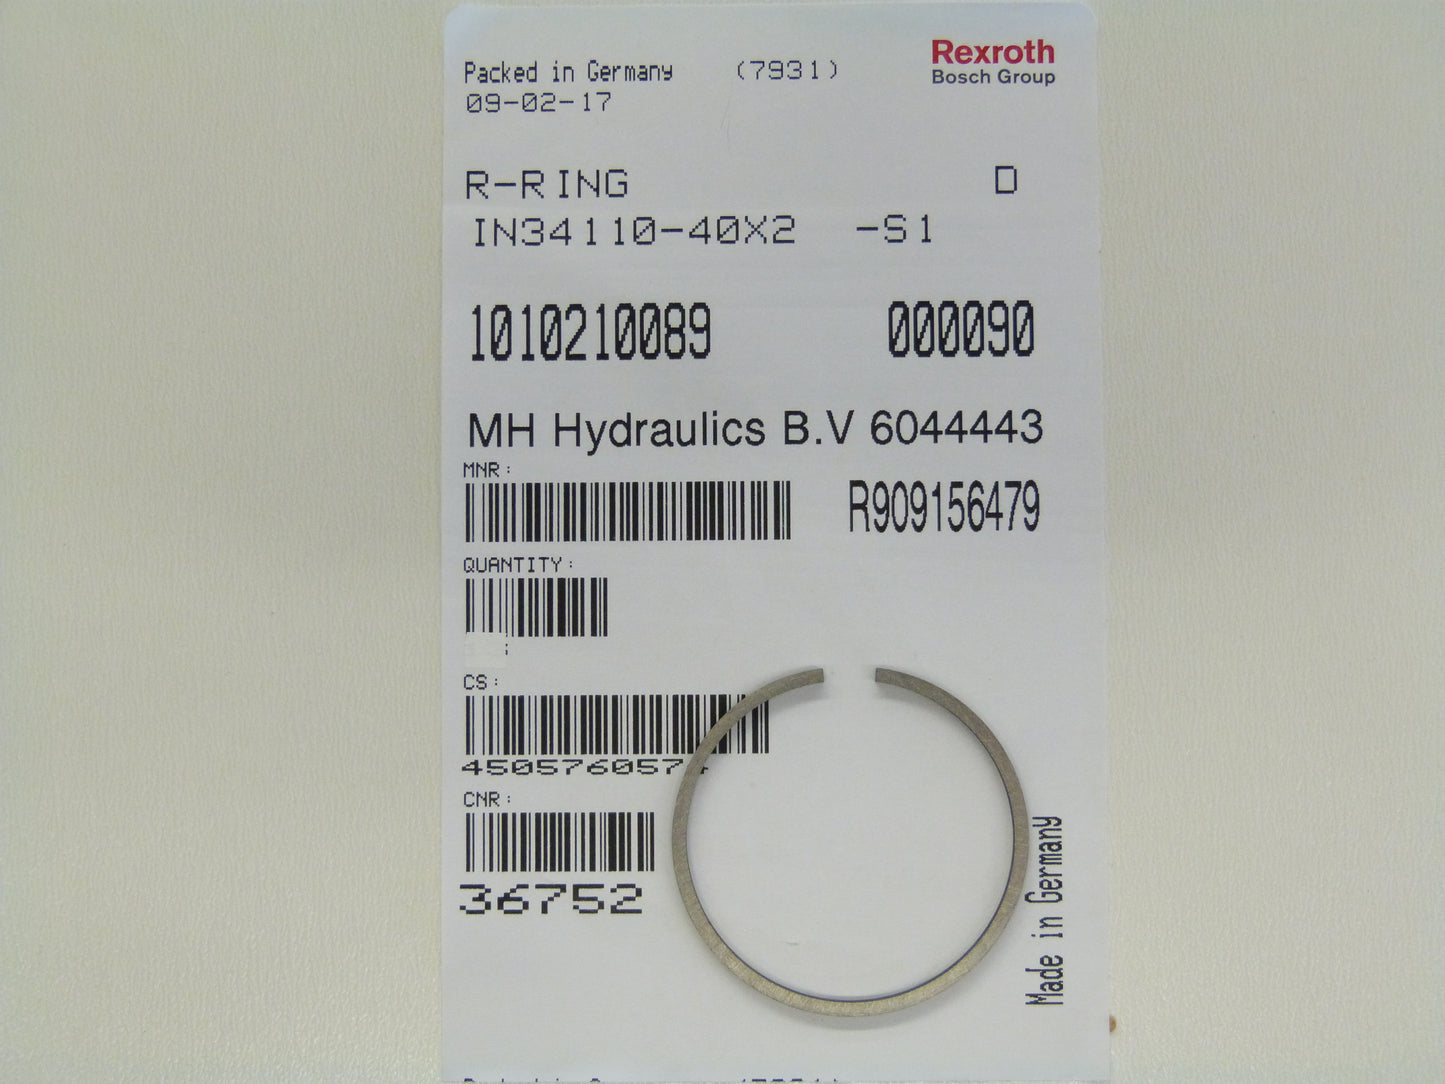 Packed in Germany (7931)
Rexroth
Bosch Group
09-02-17
R-RING D
IN34110-40X2 -S1
1010210089 000090
MH Hydraulics B.V 6044443
MNR:
R909156479
QUANTITY:
CS:
450576057
CNR:
36752
Made in Germany